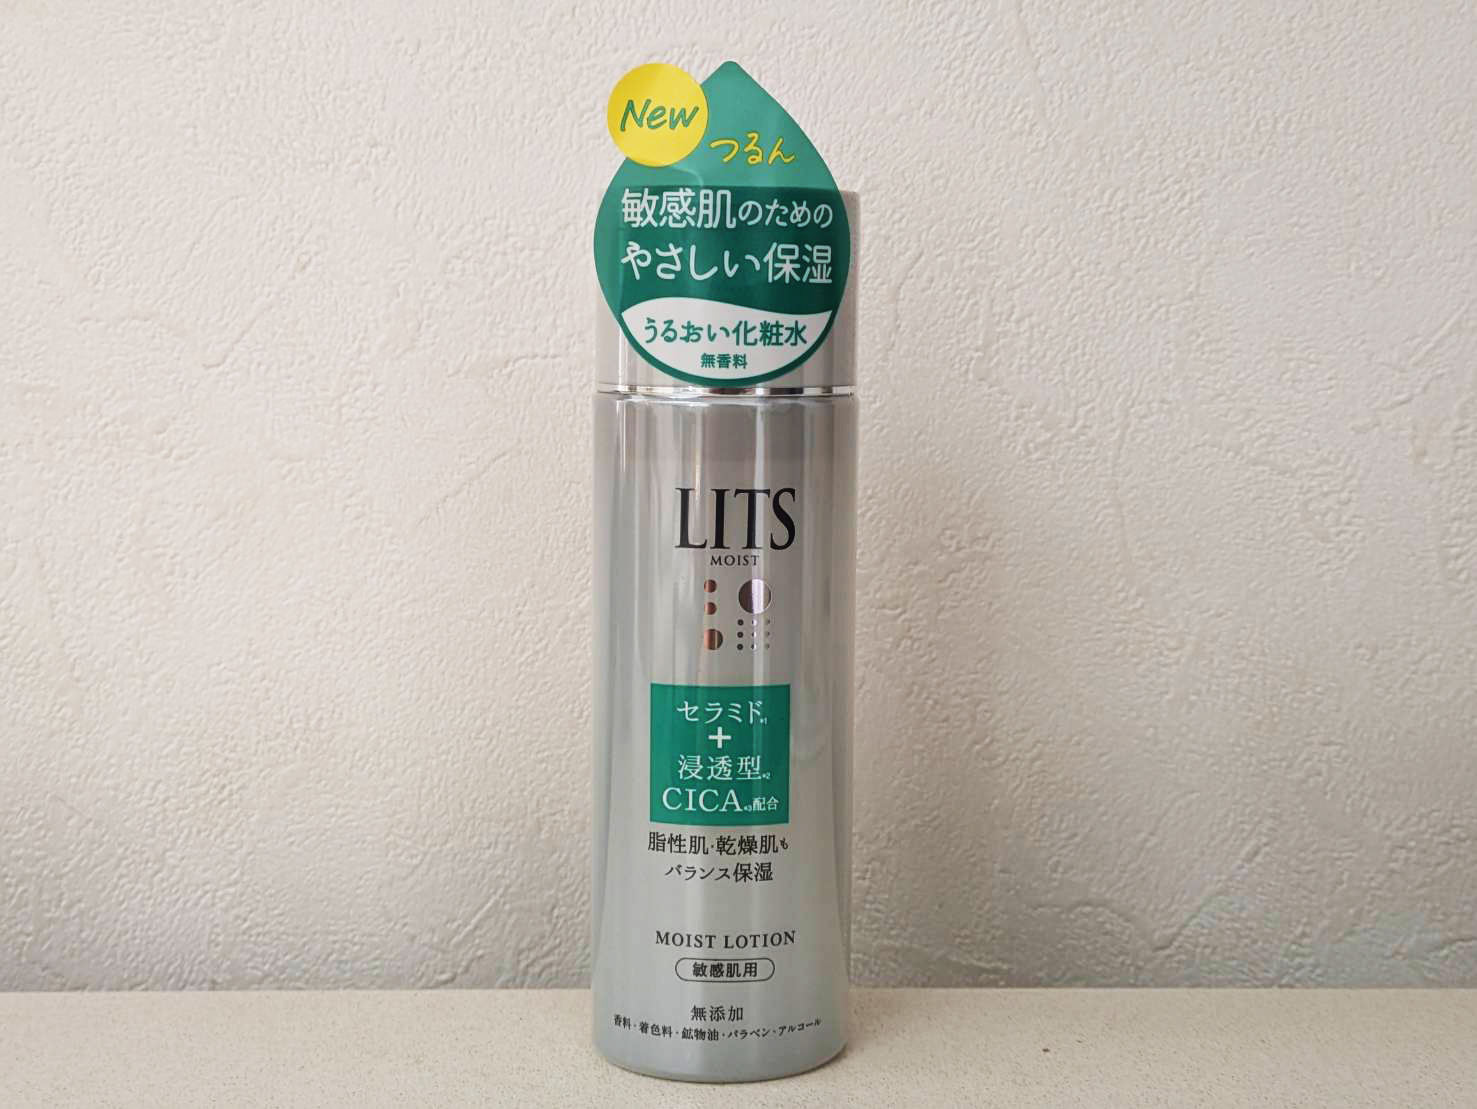 New
つるん
敏感肌のための
やさしい保湿
うるおい化粧水
無香料
LITS
MOIST
セラミド*1
+
浸透型*2
CICA*3配合
脂性肌・乾燥肌も
バランス保湿
MOIST LOTION
敏感肌用
無添加
香料・着色料・鉱物油・パラベン・アルコール